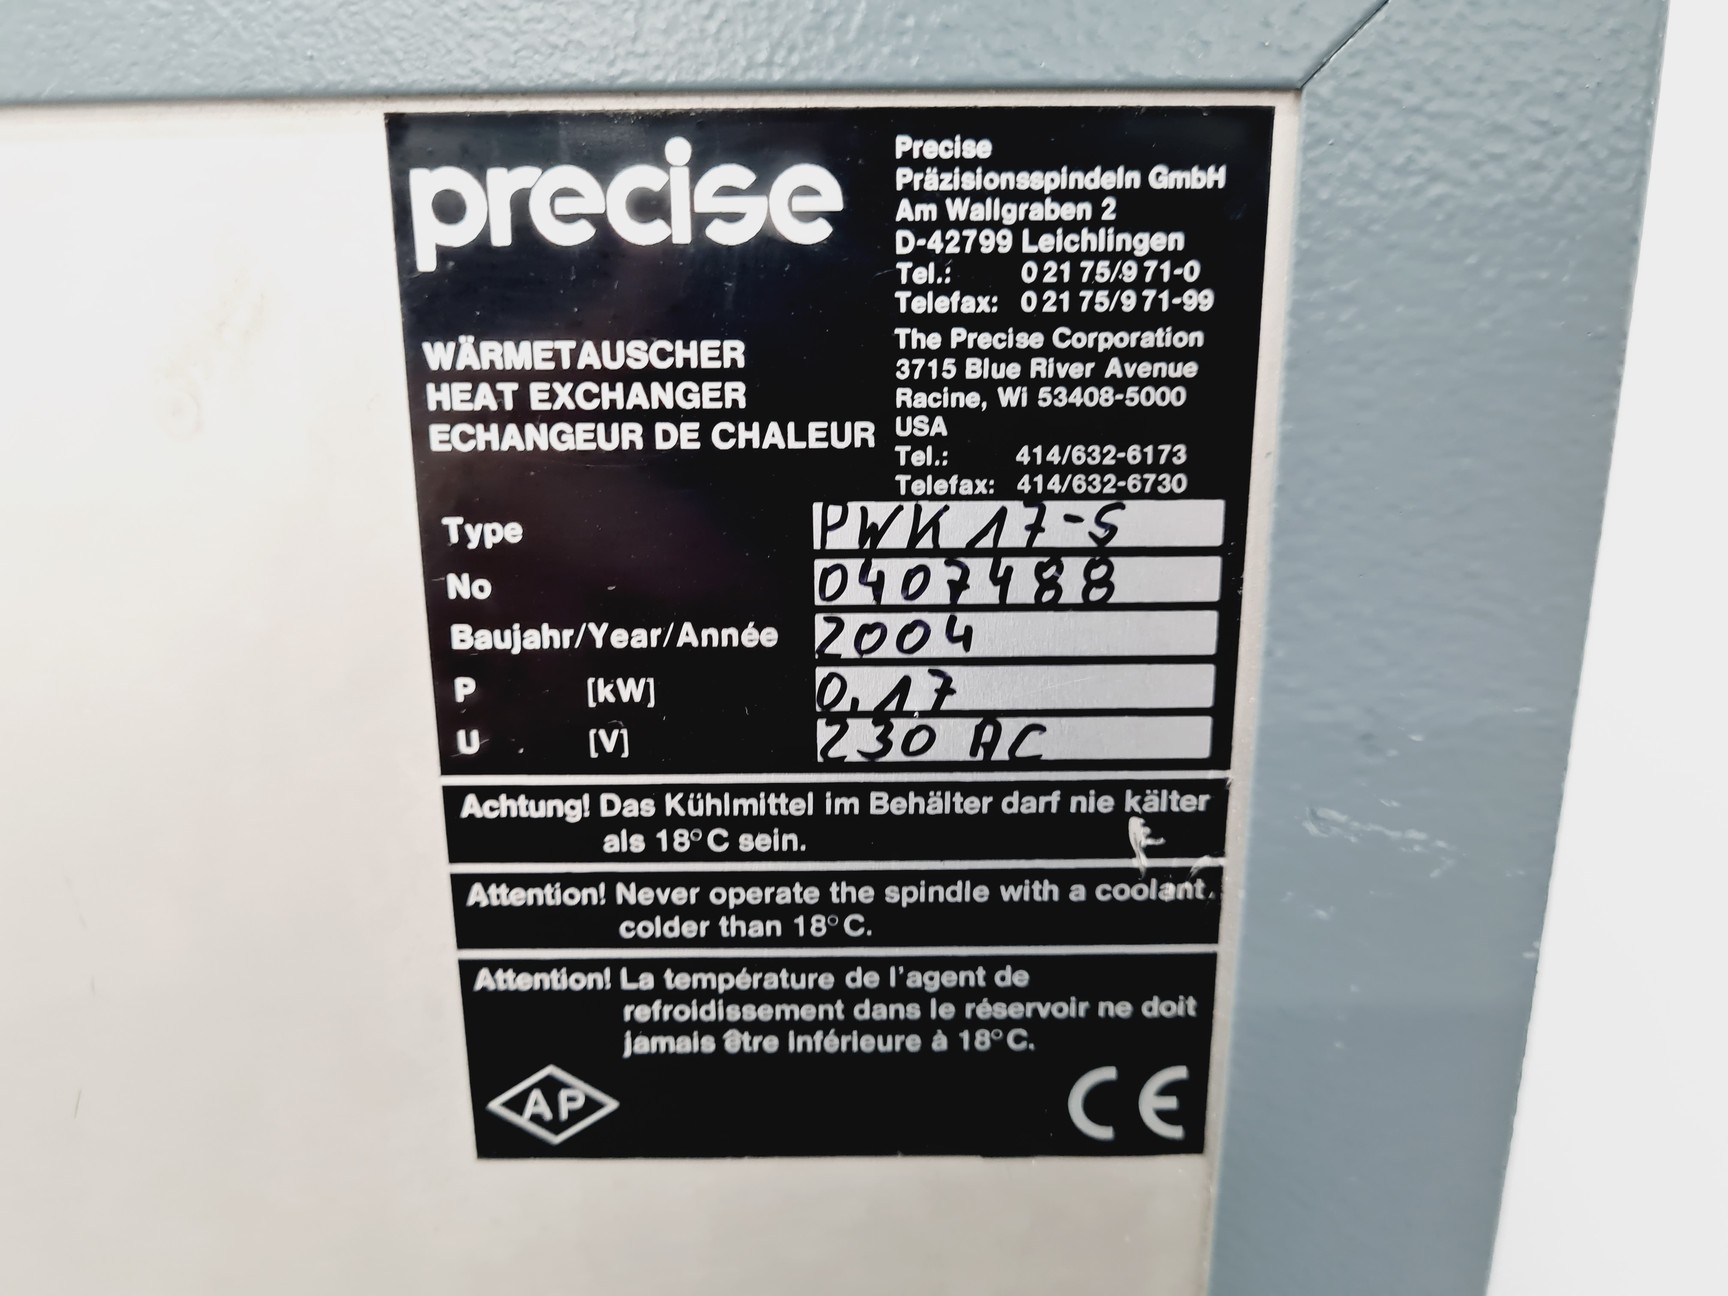 precise
Precise
Präzisionsspindeln GmbH
Am Wallgraben 2
D-42799 Leichlingen
Tel.: 0 21 75/9 71-0
Telefax: 0 21 75/9 71-99
The Precise Corporation
3715 Blue River Avenue
Racine, Wi 53408-5000
USA
Tel.: 414/632-6173
Telefax: 414/632-6730
WÄRMETAUSCHER
HEAT EXCHANGER
ECHANGEUR DE CHALEUR
Type PWK 17-S
No 0407488
Baujahr/Year/Année 2004
P [kW] 0,17
U [V] 230 AC
Achtung! Das Kühlmittel im Behälter darf nie kälter
als 18°C sein.
Attention! Never operate the spindle with a coolant
colder than 18°C.
Attention! La température de l'agent de
refroidissement dans le réservoir ne doit
jamais être inférieure à 18°C.
AP
CE